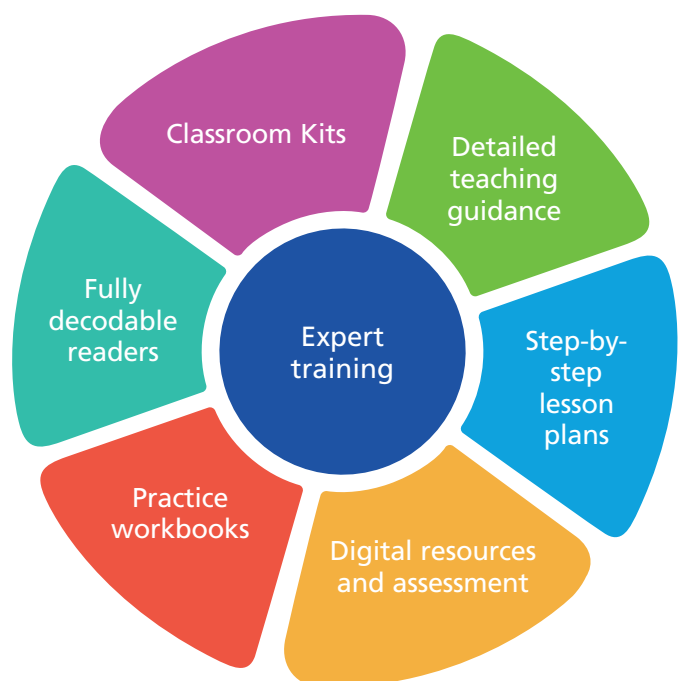 Classroom Kits
Detailed
teaching
guidance
Step-by-
step
lesson
plans
Digital resources
and assessment
Practice
workbooks
Fully
decodable
readers
Expert
training